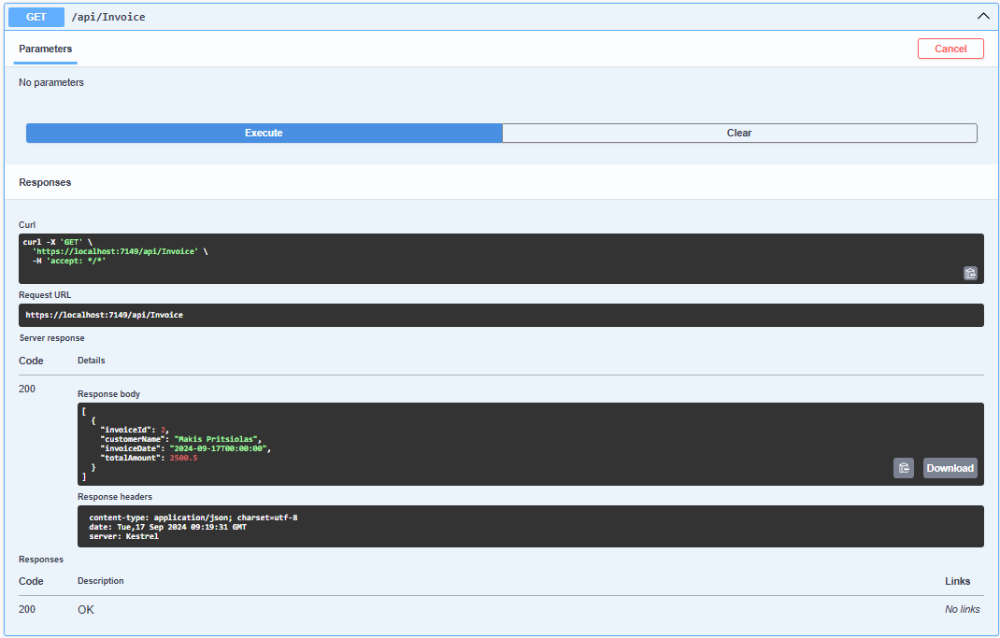 GET /api/Invoice
Parameters
Cancel
No parameters
Execute
Clear
Responses
Curl
curl -X 'GET' \
  'https://localhost:7149/api/Invoice' \
  -H 'accept: */*'
Request URL
https://localhost:7149/api/Invoice
Server response
Code Details
200
Response body
[
  {
    "invoiceId": 2,
    "customerName": "Makis Pritsiolas",
    "invoiceDate": "2024-09-17T00:00:00",
    "totalAmount": 2500.5
  }
]
Download
Response headers
content-type: application/json; charset=utf-8
date: Tue,17 Sep 2024 09:19:31 GMT
server: Kestrel
Responses
Code Description Links
200 OK No links